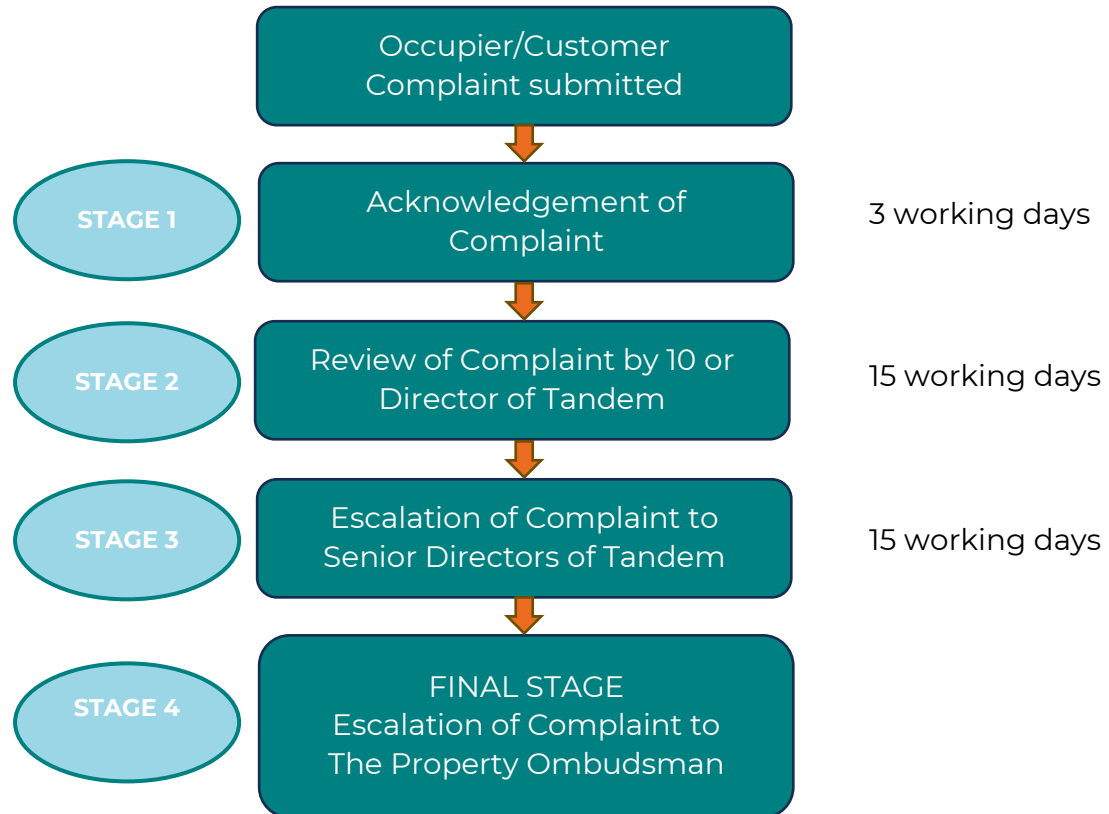 Occupier/Customer
Complaint submitted
STAGE 1
Acknowledgement of
Complaint
3 working days
STAGE 2
Review of Complaint by 10 or
Director of Tandem
15 working days
STAGE 3
Escalation of Complaint to
Senior Directors of Tandem
15 working days
STAGE 4
FINAL STAGE
Escalation of Complaint to
The Property Ombudsman